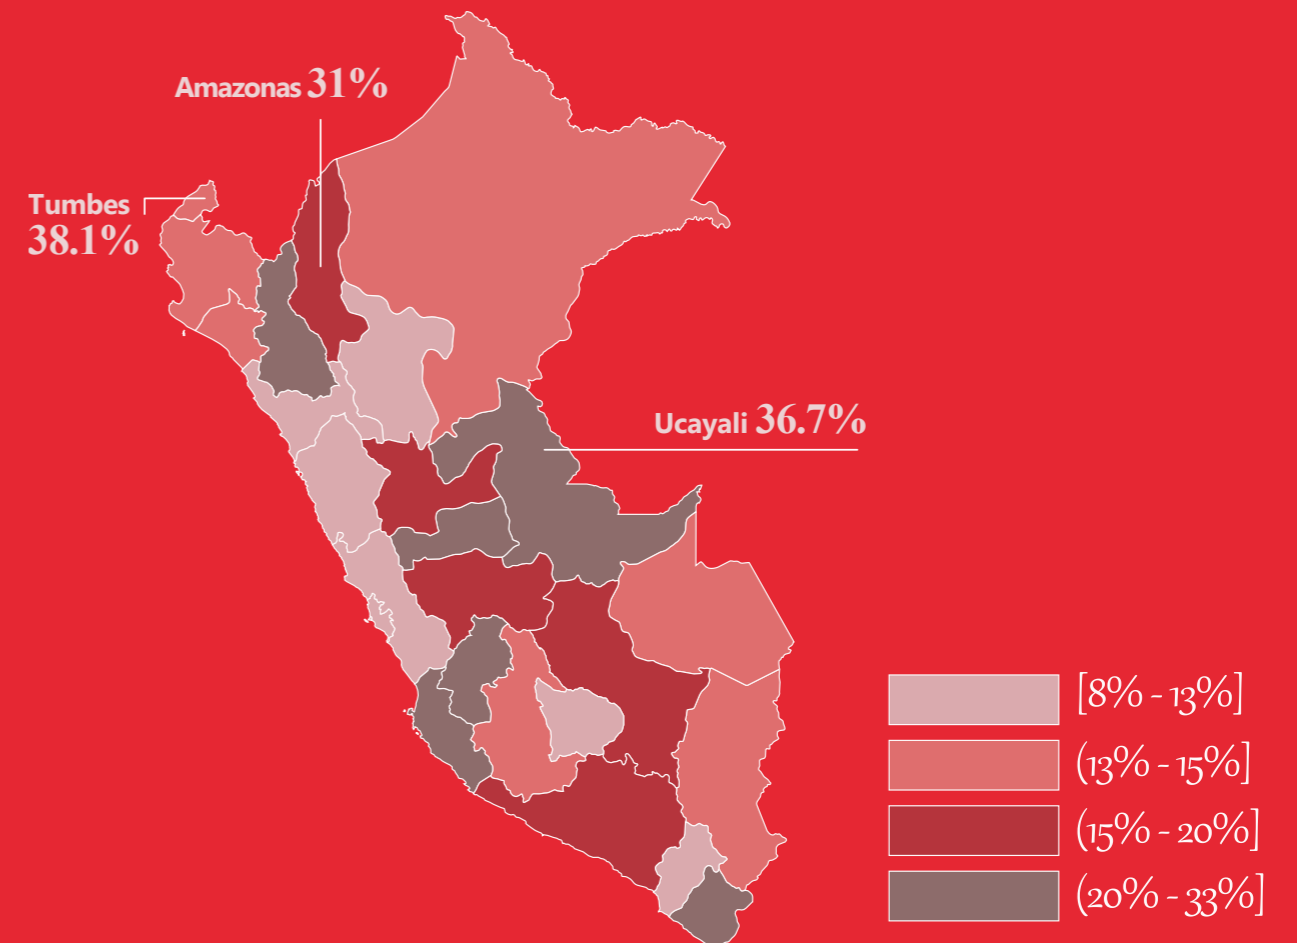 Amazonas 31%
Tumbes
38.1%
Ucayali 36.7%
[8% - 13%]
(13% - 15%]
(15% - 20%]
(20% - 33%]